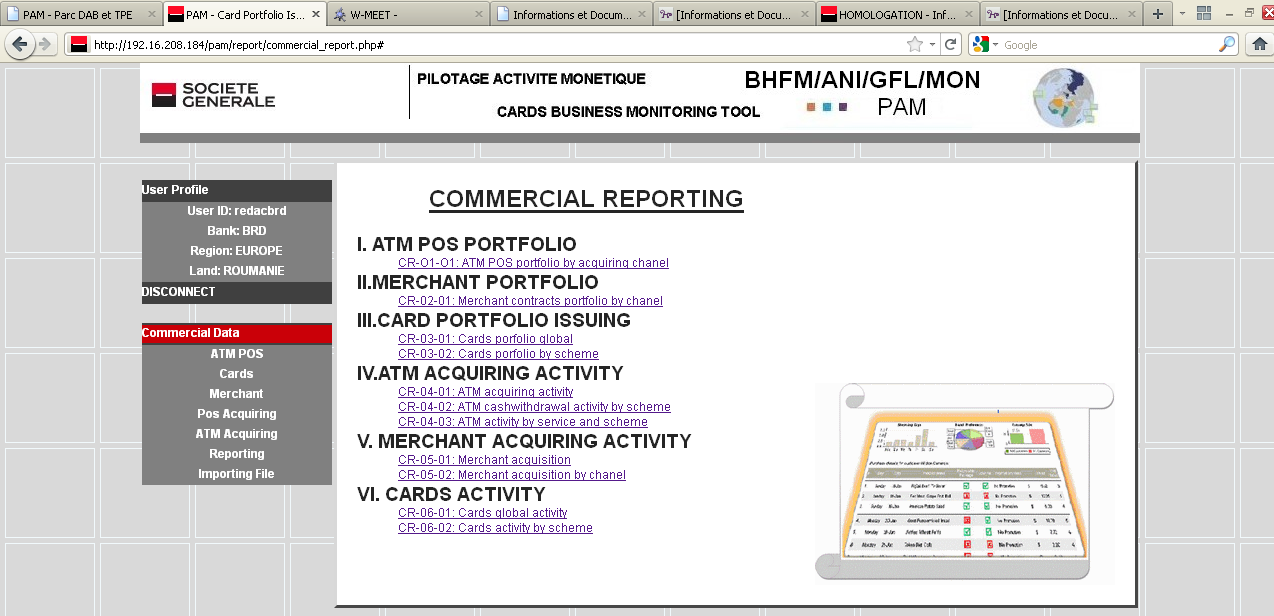 PAM - Parc DAB et TPE
PAM - Card Portfolio Is...
W-MEET -
Informations et Docum...
[Informations et Docu...
HOMOLOGATION - Inf...
[Informations et Docu...
http://192.16.208.184/pam/report/commercial_report.php#
Google
SOCIETE
GENERALE
PILOTAGE ACTIVITE MONETIQUE
CARDS BUSINESS MONITORING TOOL
BHFM/ANI/GFL/MON
PAM
User Profile
User ID: redacbrd
Bank: BRD
Region: EUROPE
Land: ROUMANIE
DISCONNECT
Commercial Data
ATM POS
Cards
Merchant
Pos Acquiring
ATM Acquiring
Reporting
Importing File
COMMERCIAL REPORTING
I. ATM POS PORTFOLIO
CR-O1-O1: ATM POS portfolio by acquiring chanel
II.MERCHANT PORTFOLIO
CR-02-01: Merchant contracts portfolio by chanel
III.CARD PORTFOLIO ISSUING
CR-03-01: Cards porfolio global
CR-03-02: Cards porfolio by scheme
IV.ATM ACQUIRING ACTIVITY
CR-04-01: ATM acquiring activity
CR-04-02: ATM cashwithdrawal activity by scheme
CR-04-03: ATM activity by service and scheme
V. MERCHANT ACQUIRING ACTIVITY
CR-05-01: Merchant acquisition
CR-05-02: Merchant acquisition by chanel
VI. CARDS ACTIVITY
CR-06-01: Cards global activity
CR-06-02: Cards activity by scheme